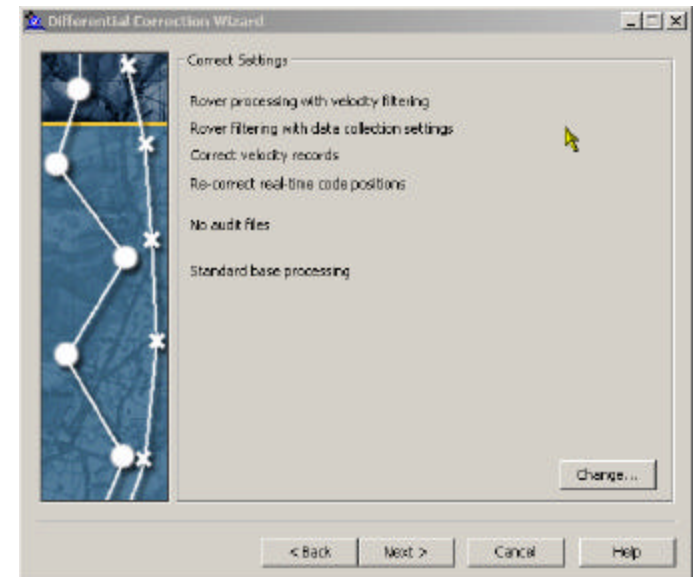 Differential Correction Wizard
Correct Settings
Rover processing with velocity filtering
Rover filtering with data collection settings
Correct velocity records
Re-correct real-time code positions
No audit files
Standard base processing
Change...
< Back Next > Cancel Help